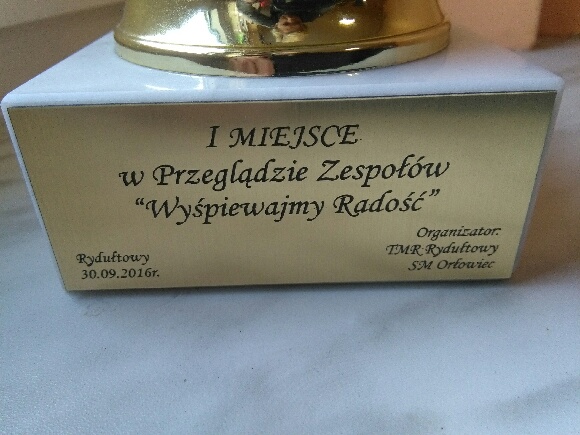 I MIEJSCE
w Przeglądzie Zespołów
"Wyśpiewajmy Radość"
Organizator:
TMR Rydułtowy
SM Orłowiec
Rydułtowy
30.09.2016r.